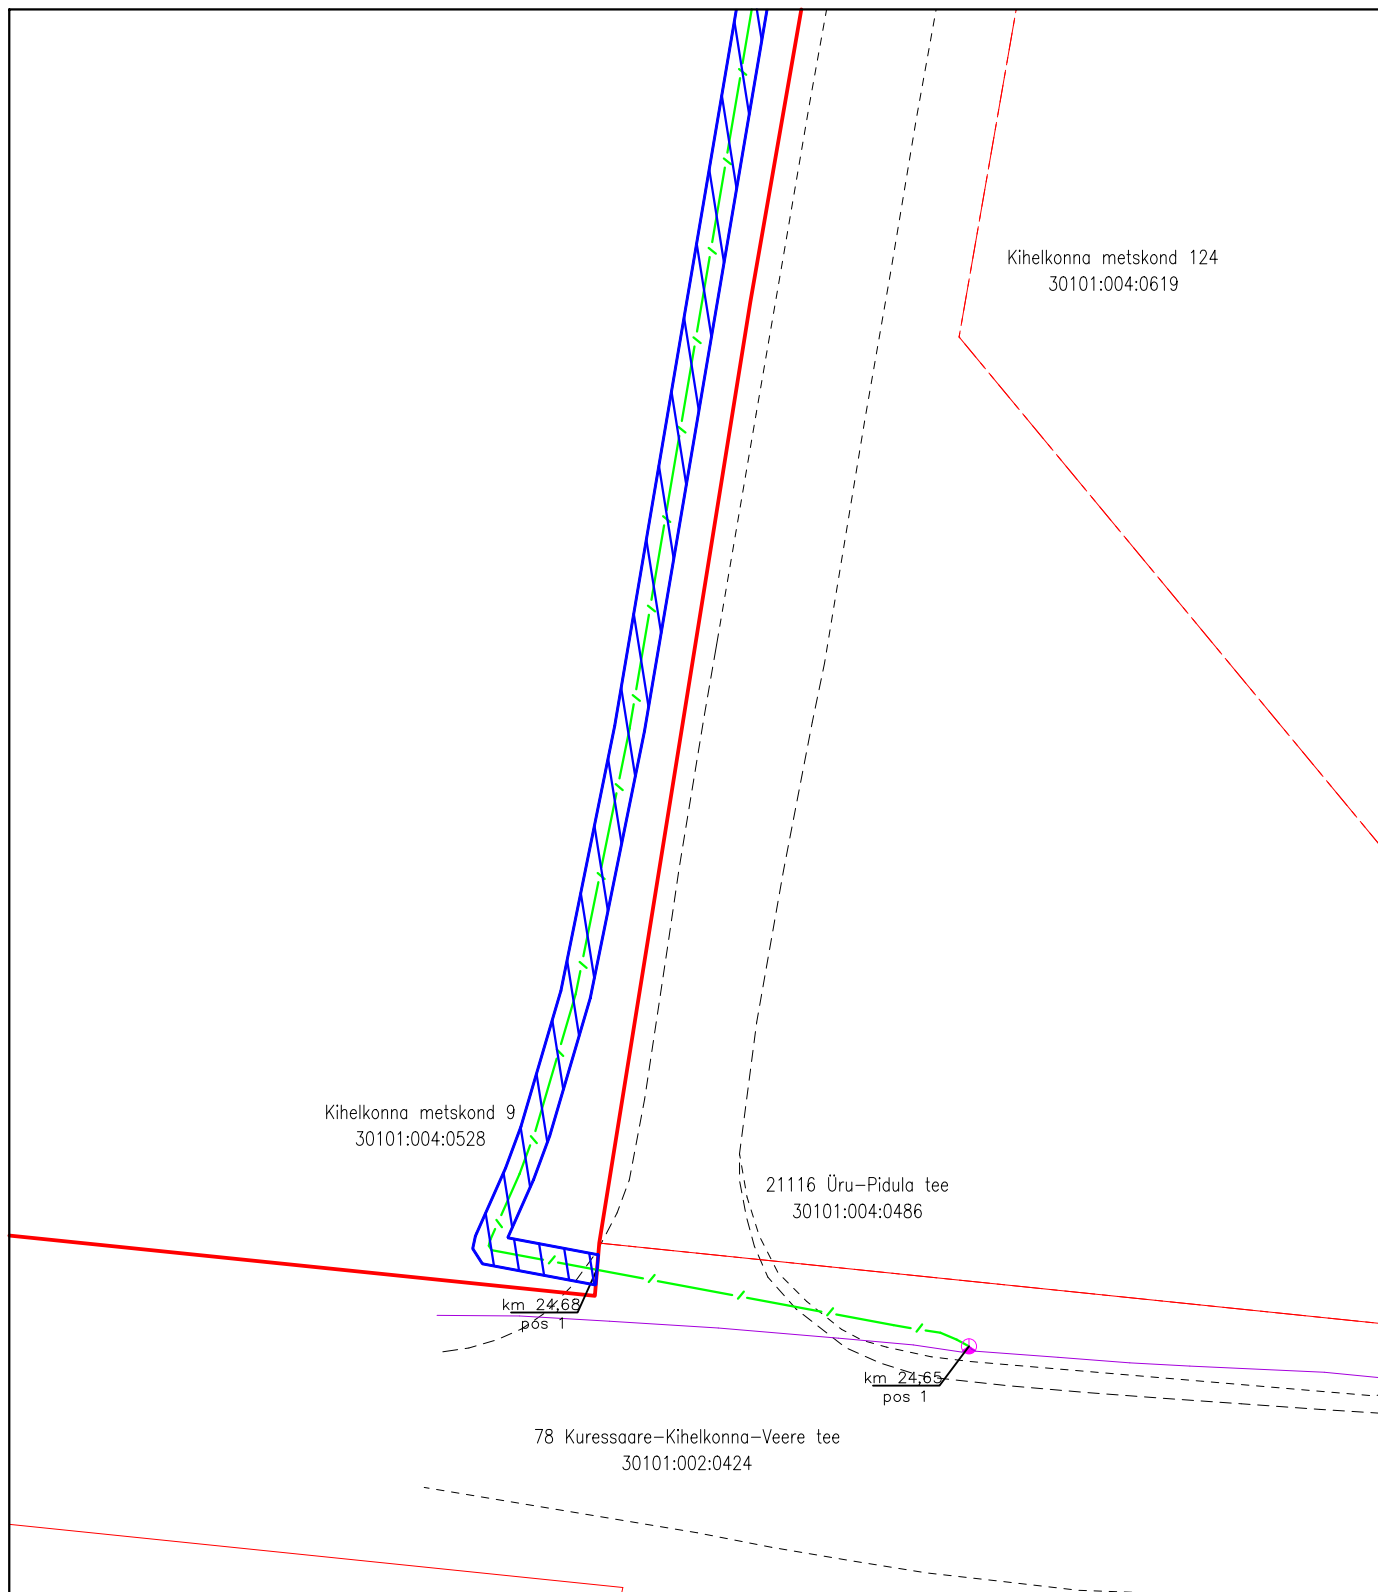 Kihelkonna metskond 124
30101:004:0619
Kihelkonna metskond 9
30101:004:0528
21116 Üru-Pidula tee
30101:004:0486
km 24,68
pos 1
km 24,65
pos 1
78 Kuressaare-Kihelkonna-Veere tee
30101:002:0424